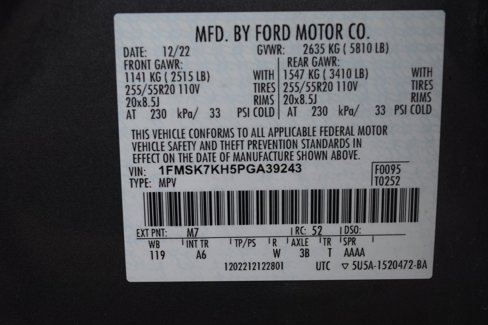 MFD. BY FORD MOTOR CO.
DATE: 12/22 GVWR: 2635 KG ( 5810 LB)
FRONT GAWR: REAR GAWR:
1141 KG ( 2515 LB) WITH 1547 KG ( 3410 LB) WITH
255/55R20 110V TIRES 255/55R20 110V TIRES
20x8.5J RIMS 20x8.5J RIMS
AT 230 kPa/ 33 PSI COLD AT 230 kPa/ 33 PSI COLD
THIS VEHICLE CONFORMS TO ALL APPLICABLE FEDERAL MOTOR
VEHICLE SAFETY AND THEFT PREVENTION STANDARDS IN
EFFECT ON THE DATE OF MANUFACTURE SHOWN ABOVE.
VIN: 1FMSK7KH5PGA39243 F0095
TYPE: MPV T0252
EXT PNT: M7 RC: 52 DSO:
WB INT TR TP/PS R AXLE TR SPR
119 A6 W 3B T AAAA
1202212122801 UTC ▽ 5U5A-1520472-BA